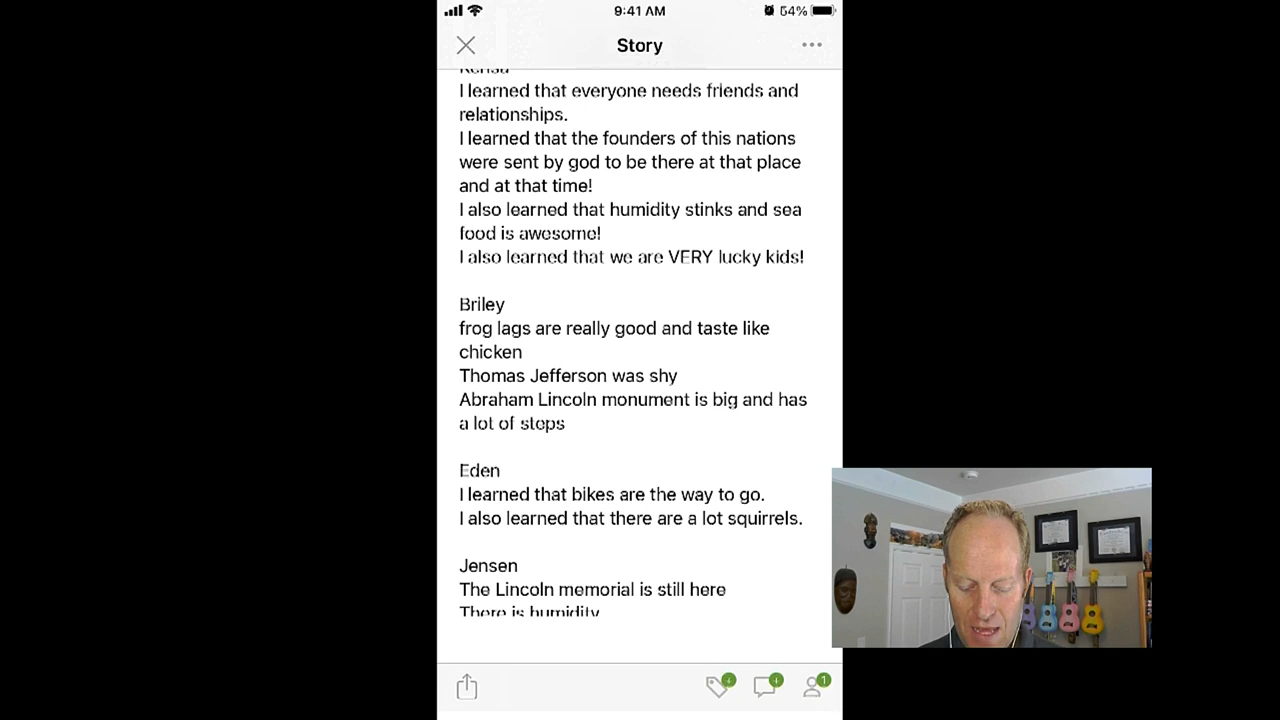 9:41 AM
64%
Story
I learned that everyone needs friends and
relationships.
I learned that the founders of this nations
were sent by god to be there at that place
and at that time!
I also learned that humidity stinks and sea
food is awesome!
I also learned that we are VERY lucky kids!
Briley
frog lags are really good and taste like
chicken
Thomas Jefferson was shy
Abraham Lincoln monument is big and has
a lot of steps
Eden
I learned that bikes are the way to go.
I also learned that there are a lot squirrels.
Jensen
The Lincoln memorial is still here
There is humidity
1